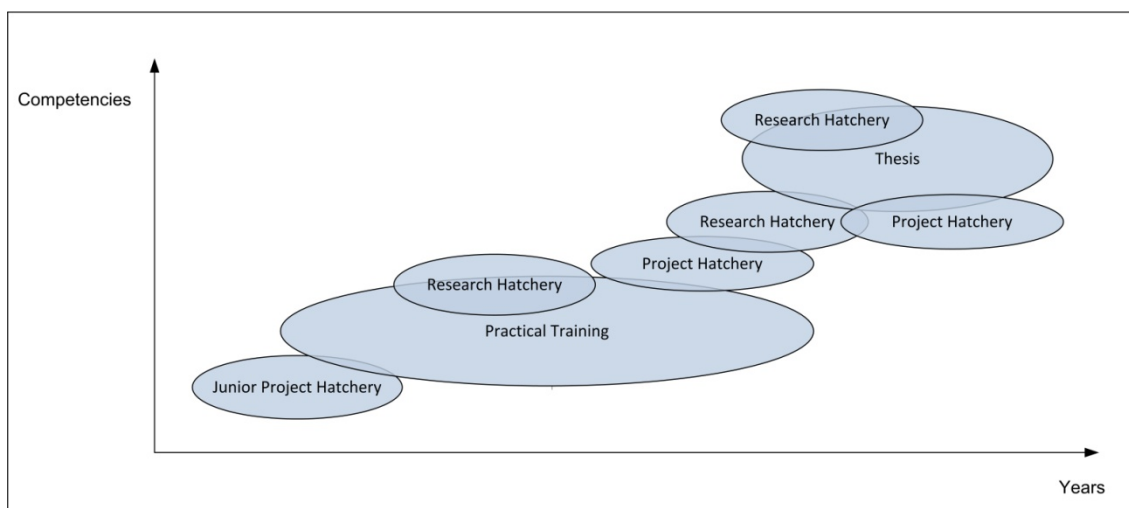 Competencies
Research Hatchery
Thesis
Research Hatchery
Project Hatchery
Project Hatchery
Research Hatchery
Practical Training
Junior Project Hatchery
Years